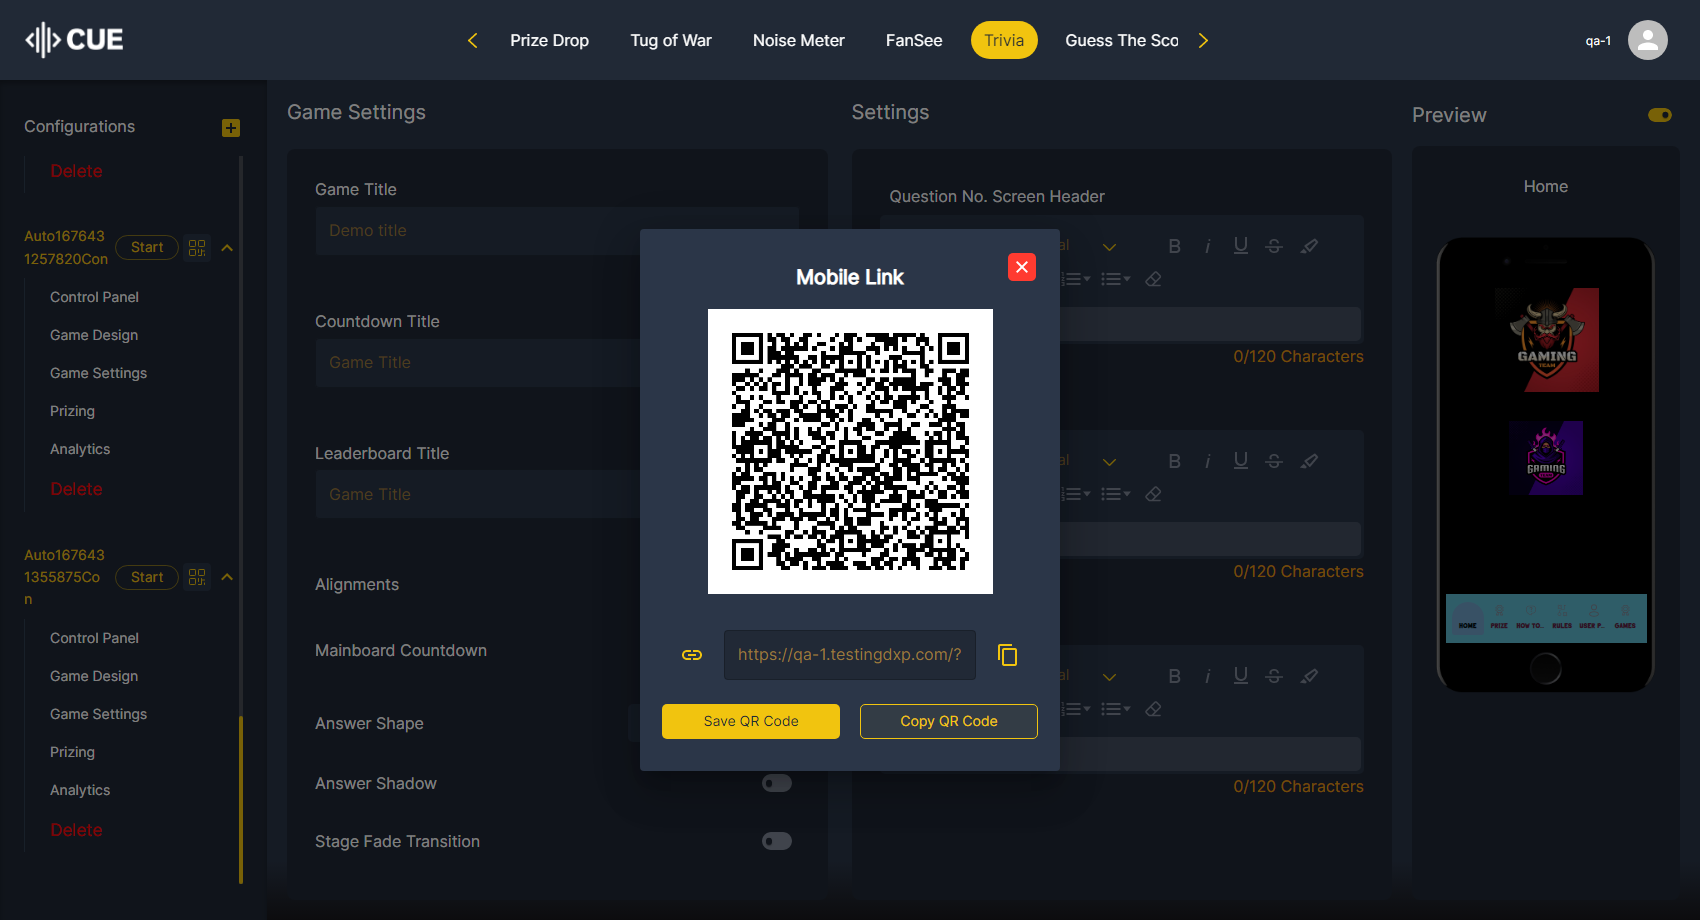 CUE
Prize Drop
Tug of War
Noise Meter
FanSee
Trivia
Guess The Sco
qa-1
Configurations
Delete
Auto167643
1257820Con
Start
Control Panel
Game Design
Game Settings
Prizing
Analytics
Delete
Auto167643
1355875Co
n
Start
Control Panel
Game Design
Game Settings
Prizing
Analytics
Delete
Game Settings
Game Title
Demo title
Countdown Title
Game Title
Leaderboard Title
Game Title
Alignments
Mainboard Countdown
Answer Shape
Answer Shadow
Stage Fade Transition
Mobile Link
https://qa-1.testingdxp.com/?
Save QR Code
Copy QR Code
Settings
Question No. Screen Header
al
B i U S
0/120 Characters
al
B i U S
0/120 Characters
al
B i U S
0/120 Characters
Preview
Home
GAMING
TEAM
GAMING
HOME
PRIZE
HOW TO..
RULES
USER P..
GAMES